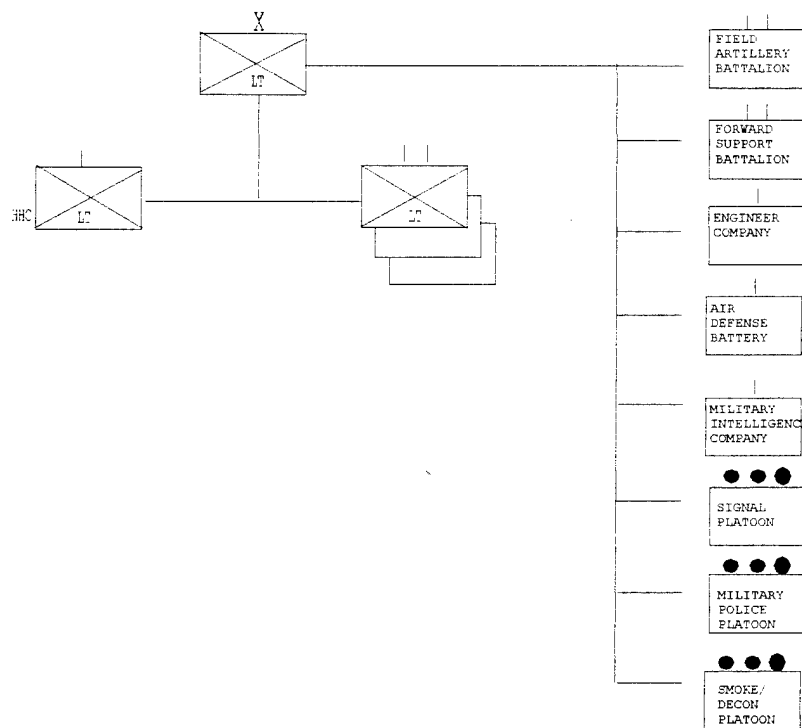 X
LT
HHC
LT
LT
FIELD
ARTILLERY
BATTALION
FORWARD
SUPPORT
BATTALION
ENGINEER
COMPANY
AIR
DEFENSE
BATTERY
MILITARY
INTELLIGENC
COMPANY
SIGNAL
PLATOON
MILITARY
POLICE
PLATOON
SMOKE/
DECON
PLATOON